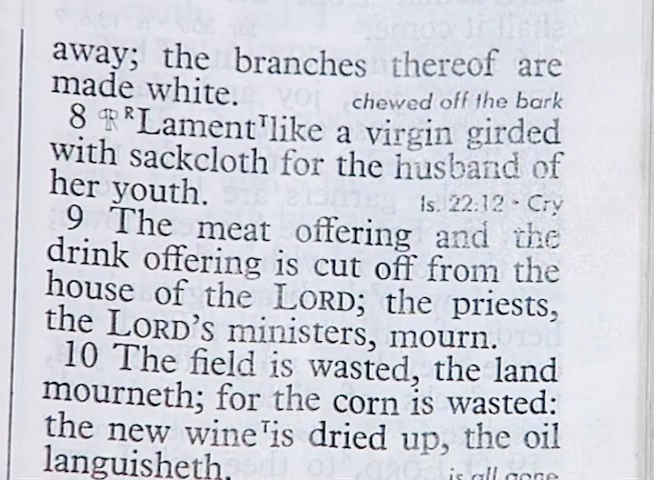 away; the branches thereof are
made white. chewed off the bark
8 ᴿLamentᵀlike a virgin girded
with sackcloth for the husband of
her youth. Is 22:12 · Cry
9 The meat offering and the
drink offering is cut off from the
house of the LORD; the priests,
the LORD's ministers, mourn.
10 The field is wasted, the land
mourneth; for the corn is wasted:
the new wineᵀis dried up, the oil
languisheth. is all gone